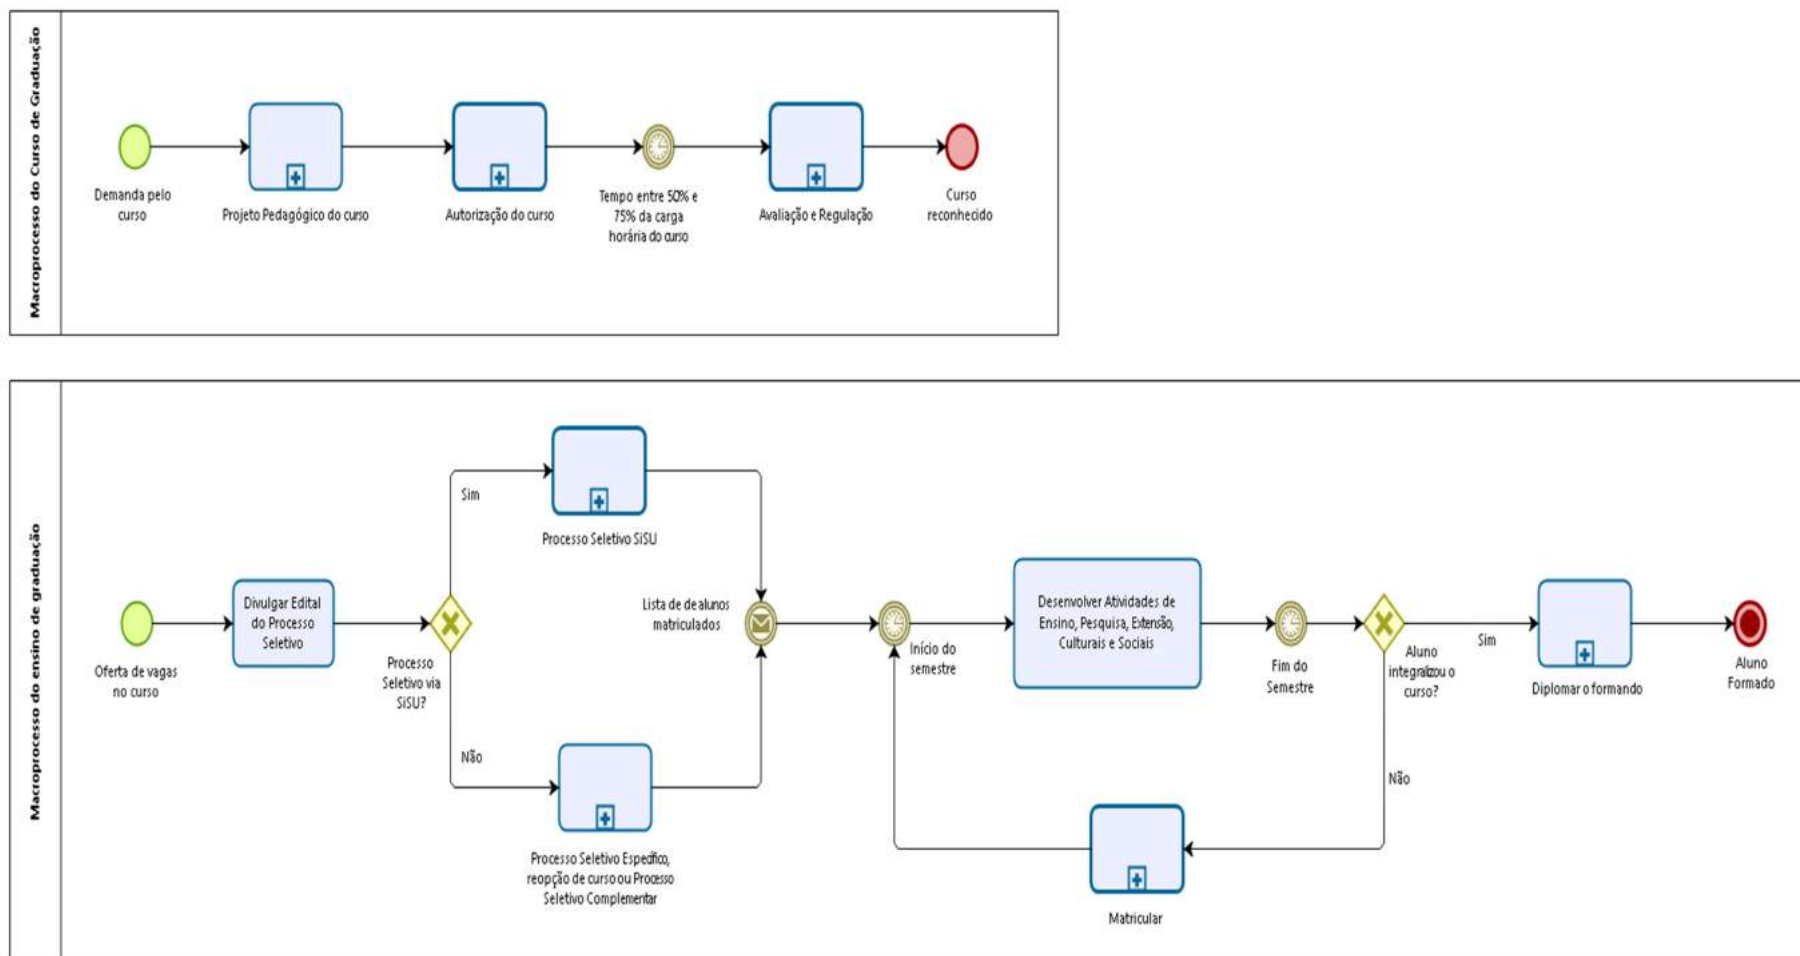 Macroprocesso do Curso de Graduação
Demanda pelo
curso
Projeto Pedagógico do curso
Autorização do curso
Tempo entre 50% e
75% da carga
horária do curso
Avaliação e Regulação
Curso
reconhecido
Macroprocesso do ensino de graduação
Oferta de vagas
no curso
Divulgar Edital
do Processo
Seletivo
Processo
Seletivo via
SiSU?
Sim
Processo Seletivo SiSU
Não
Processo Seletivo Específico,
reopção de curso ou Processo
Seletivo Complementar
Lista de de alunos
matriculados
Início do
semestre
Desenvolver Atividades de
Ensino, Pesquisa, Extensão,
Culturais e Sociais
Fim do
Semestre
Aluno
integralizou o
curso?
Sim
Diplomar o formando
Aluno
Formado
Não
Matricular